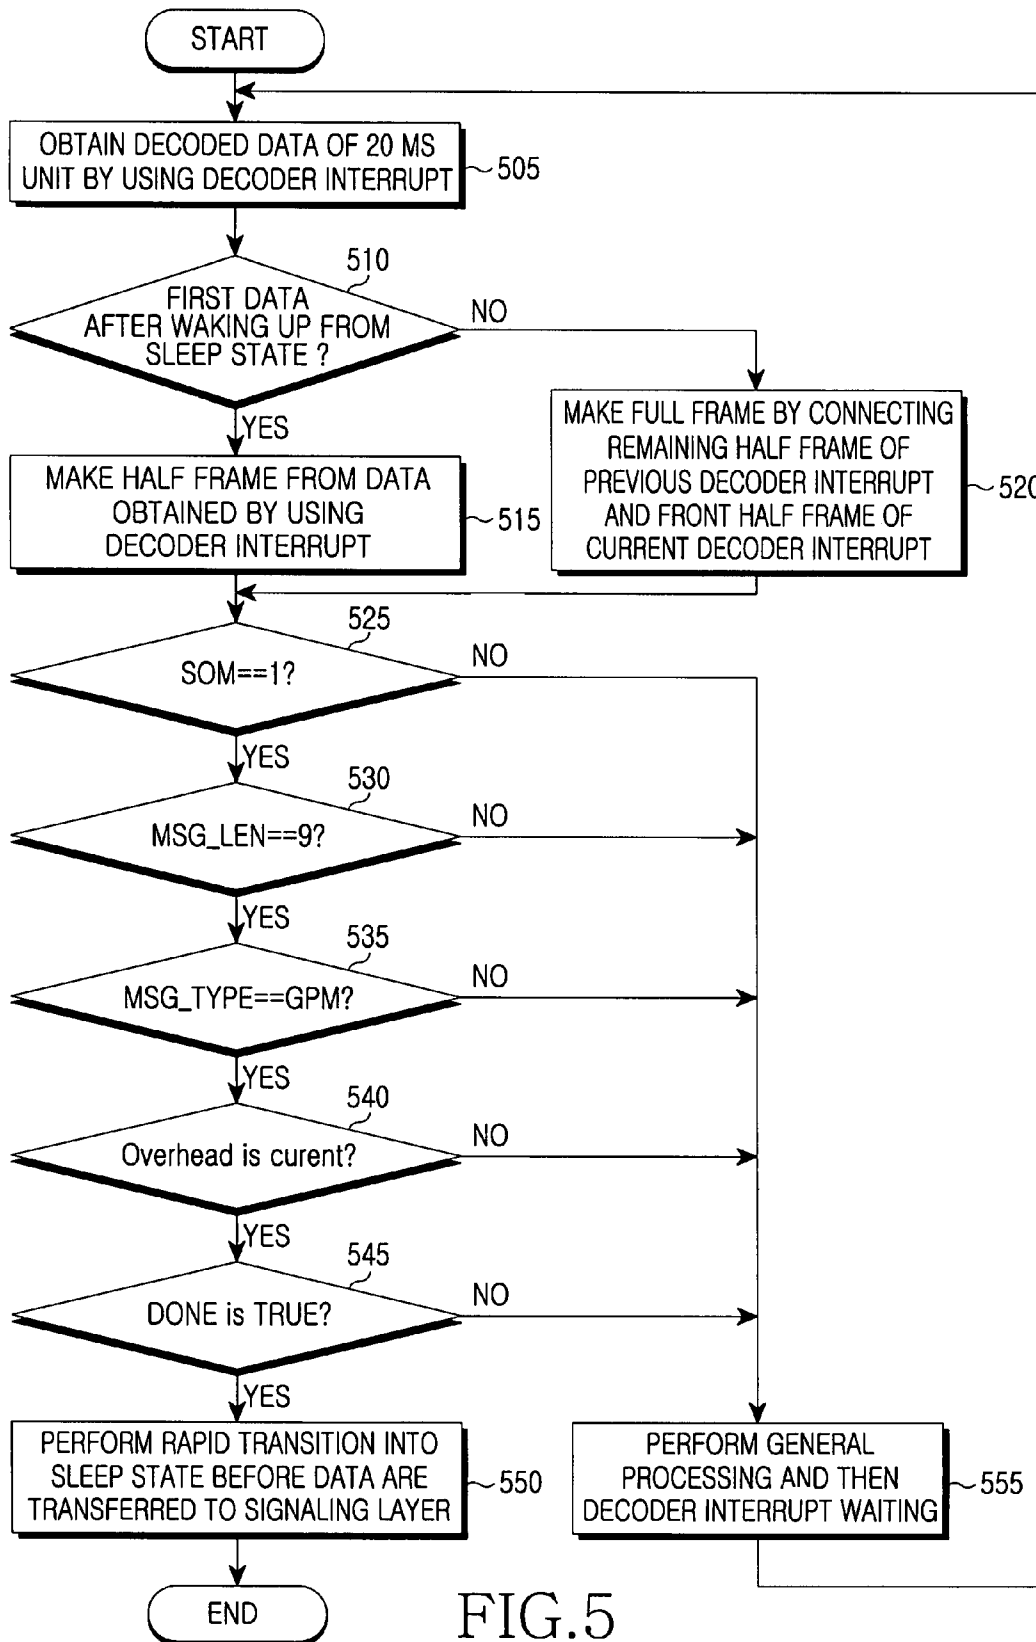 START
OBTAIN DECODED DATA OF 20 MS
UNIT BY USING DECODER INTERRUPT
505
510
FIRST DATA
AFTER WAKING UP FROM
SLEEP STATE ?
NO
YES
MAKE HALF FRAME FROM DATA
OBTAINED BY USING
DECODER INTERRUPT
515
MAKE FULL FRAME BY CONNECTING
REMAINING HALF FRAME OF
PREVIOUS DECODER INTERRUPT
AND FRONT HALF FRAME OF
CURRENT DECODER INTERRUPT
520
525
SOM==1?
NO
YES
530
MSG_LEN==9?
NO
YES
535
MSG_TYPE==GPM?
NO
YES
540
Overhead is curent?
NO
YES
545
DONE is TRUE?
NO
YES
PERFORM RAPID TRANSITION INTO
SLEEP STATE BEFORE DATA ARE
TRANSFERRED TO SIGNALING LAYER
550
PERFORM GENERAL
PROCESSING AND THEN
DECODER INTERRUPT WAITING
555
END
FIG.5